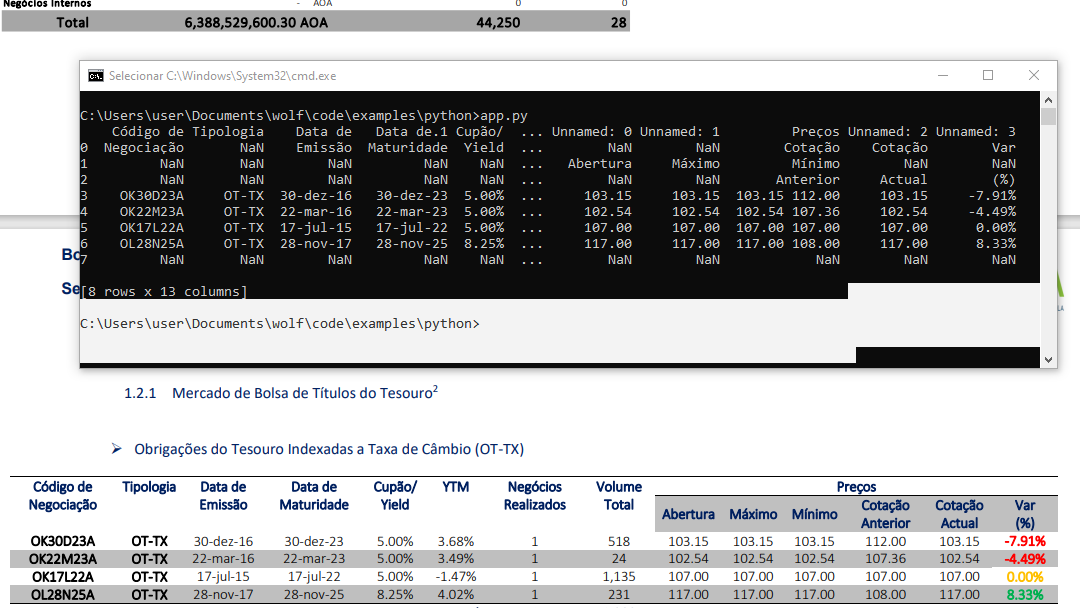 Negócios Internos - AOA 0 0
Total 6,388,529,600.30 AOA 44,250 28
Selecionar C:\Windows\System32\cmd.exe
C:\Users\user\Documents\wolf\code\examples\python>app.py
Código de Tipologia Data de Data de.1 Cupão/ ... Unnamed: 0 Unnamed: 1 Preços Unnamed: 2 Unnamed: 3
0 Negociação NaN Emissão Maturidade Yield ... NaN NaN Cotação Cotação Var
1 NaN NaN NaN NaN NaN ... Abertura Máximo Mínimo NaN NaN
2 NaN NaN NaN NaN NaN ... NaN NaN Anterior Actual (%)
3 OK30D23A OT-TX 30-dez-16 30-dez-23 5.00% ... 103.15 103.15 103.15 112.00 103.15 -7.91%
4 OK22M23A OT-TX 22-mar-16 22-mar-23 5.00% ... 102.54 102.54 102.54 107.36 102.54 -4.49%
5 OK17L22A OT-TX 17-jul-15 17-jul-22 5.00% ... 107.00 107.00 107.00 107.00 107.00 0.00%
6 OL28N25A OT-TX 28-nov-17 28-nov-25 8.25% ... 117.00 117.00 117.00 108.00 117.00 8.33%
7 NaN NaN NaN NaN NaN ... NaN NaN NaN NaN NaN
[8 rows x 13 columns]
C:\Users\user\Documents\wolf\code\examples\python>
Bo
Se
1.2.1 Mercado de Bolsa de Títulos do Tesouro2
➢ Obrigações do Tesouro Indexadas a Taxa de Câmbio (OT-TX)
Código de Tipologia Data de Data de Cupão/ YTM Negócios Volume Preços
Negociação Emissão Maturidade Yield Realizados Total Abertura Máximo Mínimo Cotação Cotação Var
Anterior Actual (%)
OK30D23A OT-TX 30-dez-16 30-dez-23 5.00% 3.68% 1 518 103.15 103.15 103.15 112.00 103.15 -7.91%
OK22M23A OT-TX 22-mar-16 22-mar-23 5.00% 3.49% 1 24 102.54 102.54 102.54 107.36 102.54 -4.49%
OK17L22A OT-TX 17-jul-15 17-jul-22 5.00% -1.47% 1 1,135 107.00 107.00 107.00 107.00 107.00 0.00%
OL28N25A OT-TX 28-nov-17 28-nov-25 8.25% 4.02% 1 231 117.00 117.00 117.00 108.00 117.00 8.33%